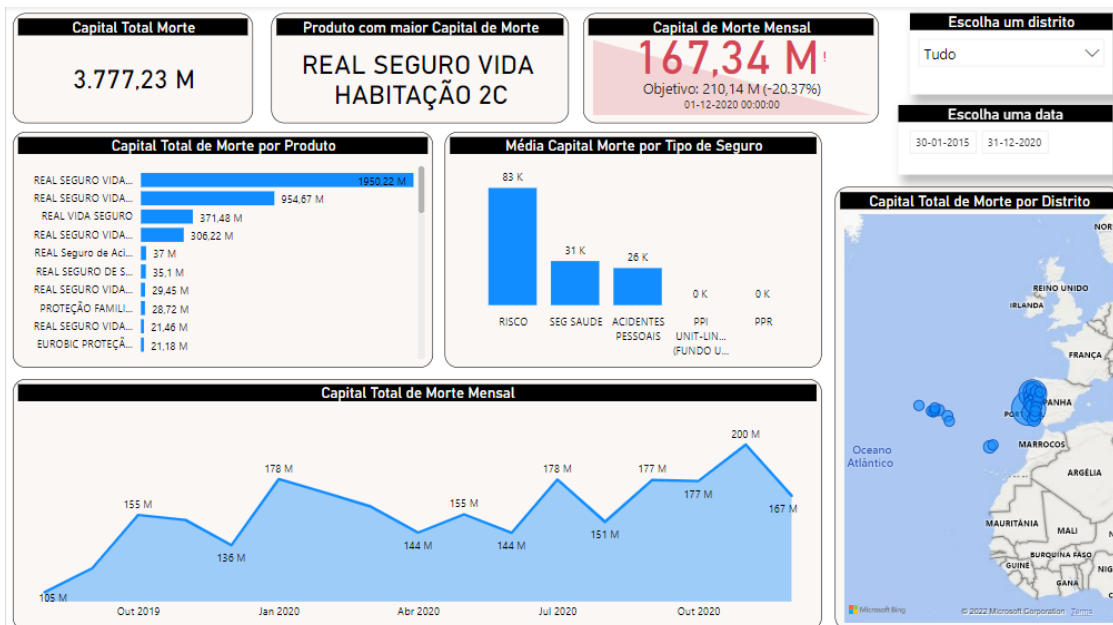 Capital Total Morte
3.777,23 M
Produto com maior Capital de Morte
REAL SEGURO VIDA
HABITAÇÃO 2C
Capital de Morte Mensal
167,34 M!
Objetivo: 210,14 M (-20.37%)
01-12-2020 00:00:00
Escolha um distrito
Tudo
Escolha uma data
30-01-2015 31-12-2020
Capital Total de Morte por Produto
REAL SEGURO VIDA... 1950,22 M
REAL SEGURO VIDA... 954,67 M
REAL VIDA SEGURO 371,48 M
REAL SEGURO VIDA... 306,22 M
REAL Seguro de Aci... 37 M
REAL SEGURO DE S... 35,1 M
REAL SEGURO VIDA... 29,45 M
PROTEÇÃO FAMILI... 28,72 M
REAL SEGURO VIDA... 21,46 M
EUROBIC PROTEÇÃ... 21,18 M
Média Capital Morte por Tipo de Seguro
83 K
31 K
26 K
0 K
0 K
RISCO
SEG SAUDE
ACIDENTES
PESSOAIS
PPI
UNIT-LIN...
(FUNDO U...
PPR
Capital Total de Morte por Distrito
NOR
REINO UNIDO
IRLANDA
FRANÇA
PANHA
PORT
MARROCOS
Oceano
Atlântico
ARGÉLIA
MAURITÂNIA
MALI
N
BURQUINA FASO
NIG
GUINÉ
GANA
C
Microsoft Bing
© 2022 Microsoft Corporation Terms
Capital Total de Morte Mensal
105 M
155 M
136 M
178 M
144 M
155 M
144 M
178 M
151 M
177 M
177 M
200 M
167 M
Out 2019
Jan 2020
Abr 2020
Jul 2020
Out 2020